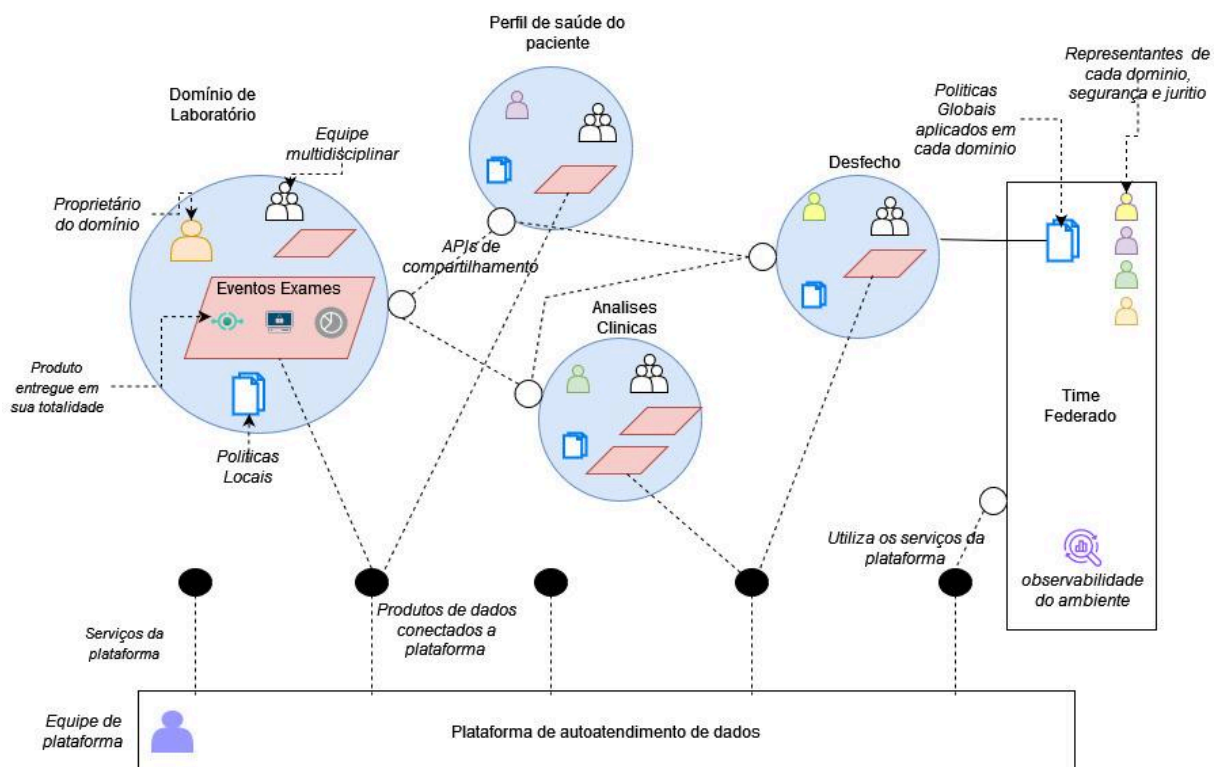 Perfil de saúde do
paciente
Representantes de
cada dominio,
segurança e juritio
Domínio de
Laboratório
Equipe
multidisciplinar
Politicas
Globais
aplicados em
cada dominio
Desfecho
Proprietário
do domínio
APIs de
compartilhamento
Eventos Exames
Analises
Clinicas
Produto
entregue em
sua totalidade
Politicas
Locais
Time
Federado
Utiliza os serviços da
plataforma
observabilidade
do ambiente
Produtos de dados
conectados a
plataforma
Serviços da
plataforma
Equipe de
plataforma
Plataforma de autoatendimento de dados